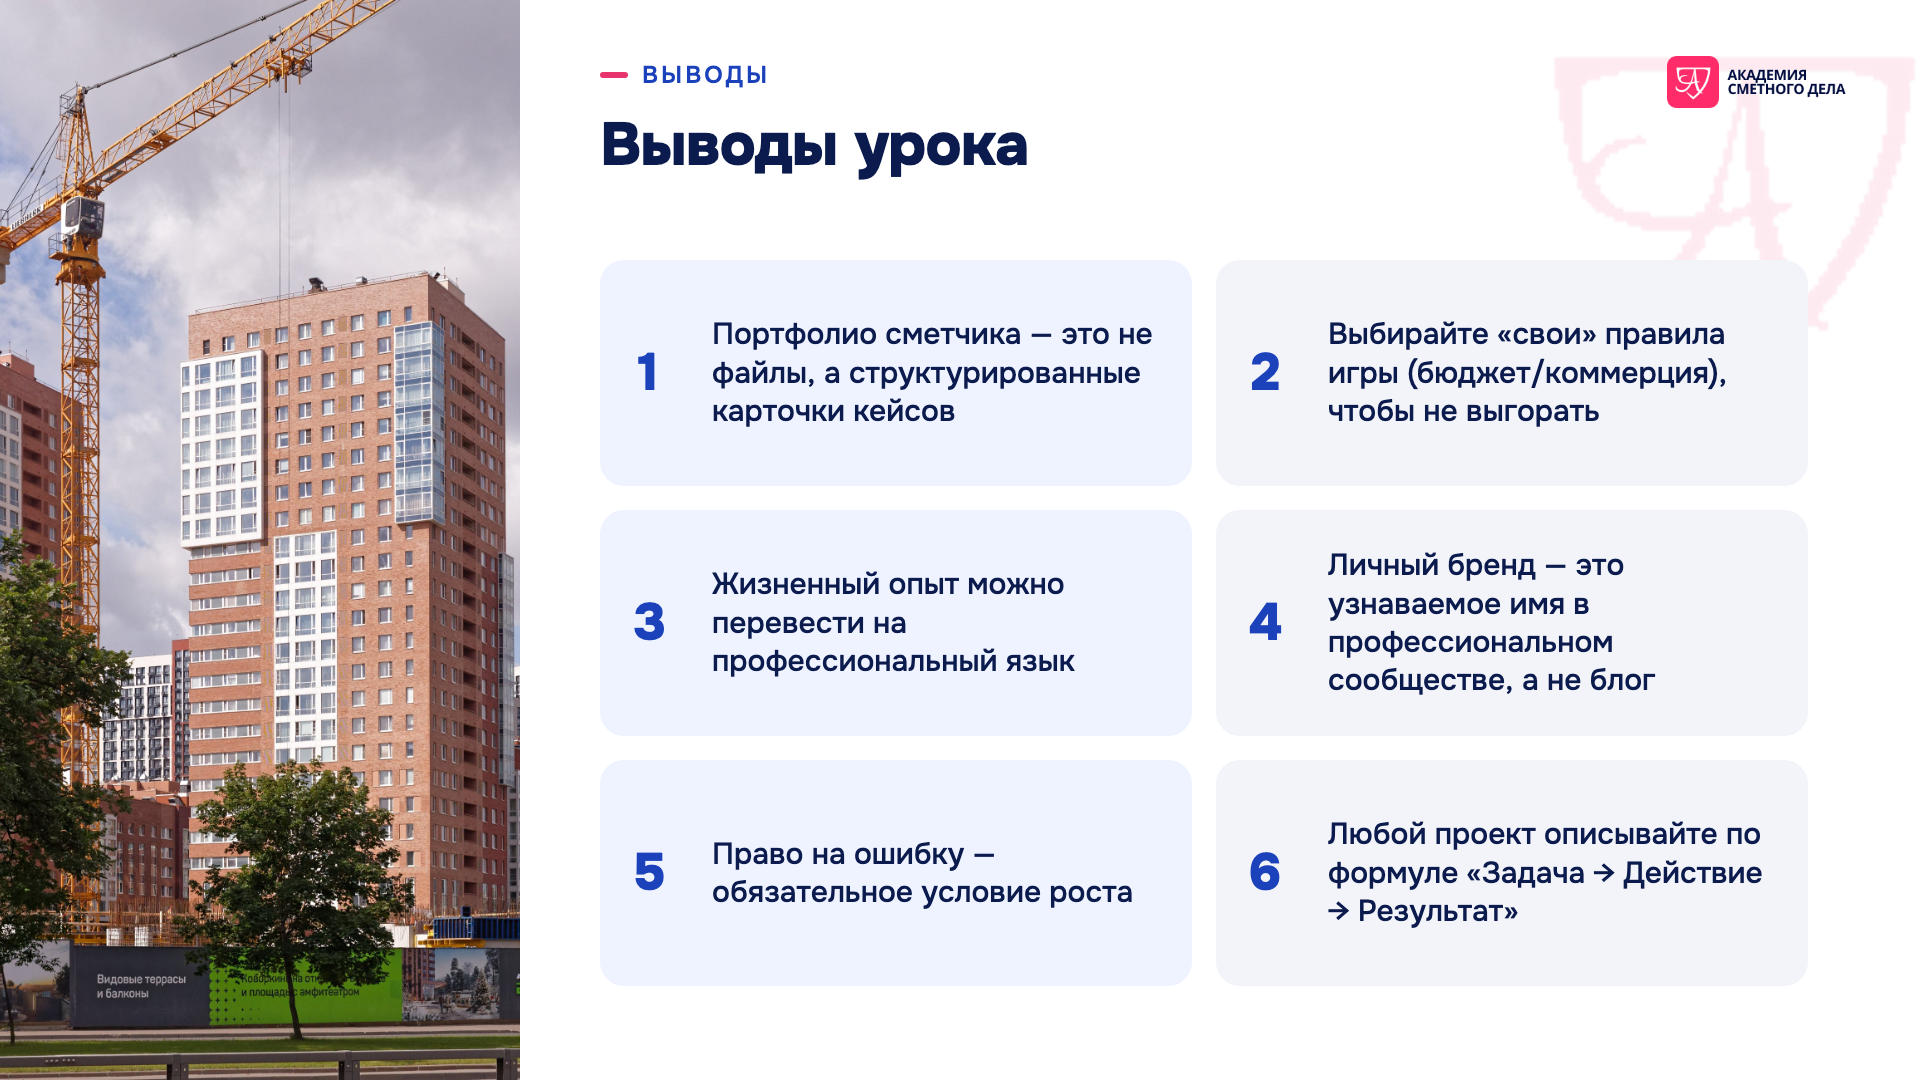 ВЫВОДЫ
АКАДЕМИЯ
СМЕТНОГО ДЕЛА
Выводы урока
1
Портфолио сметчика — это не
файлы, а структурированные
карточки кейсов
2
Выбирайте «свои» правила
игры (бюджет/коммерция),
чтобы не выгорать
3
Жизненный опыт можно
перевести на
профессиональный язык
4
Личный бренд — это
узнаваемое имя в
профессиональном
сообществе, а не блог
5
Право на ошибку —
обязательное условие роста
6
Любой проект описывайте по
формуле «Задача → Действие
→ Результат»
Видовые террасы
и балконы
и площадь с амфитеатром